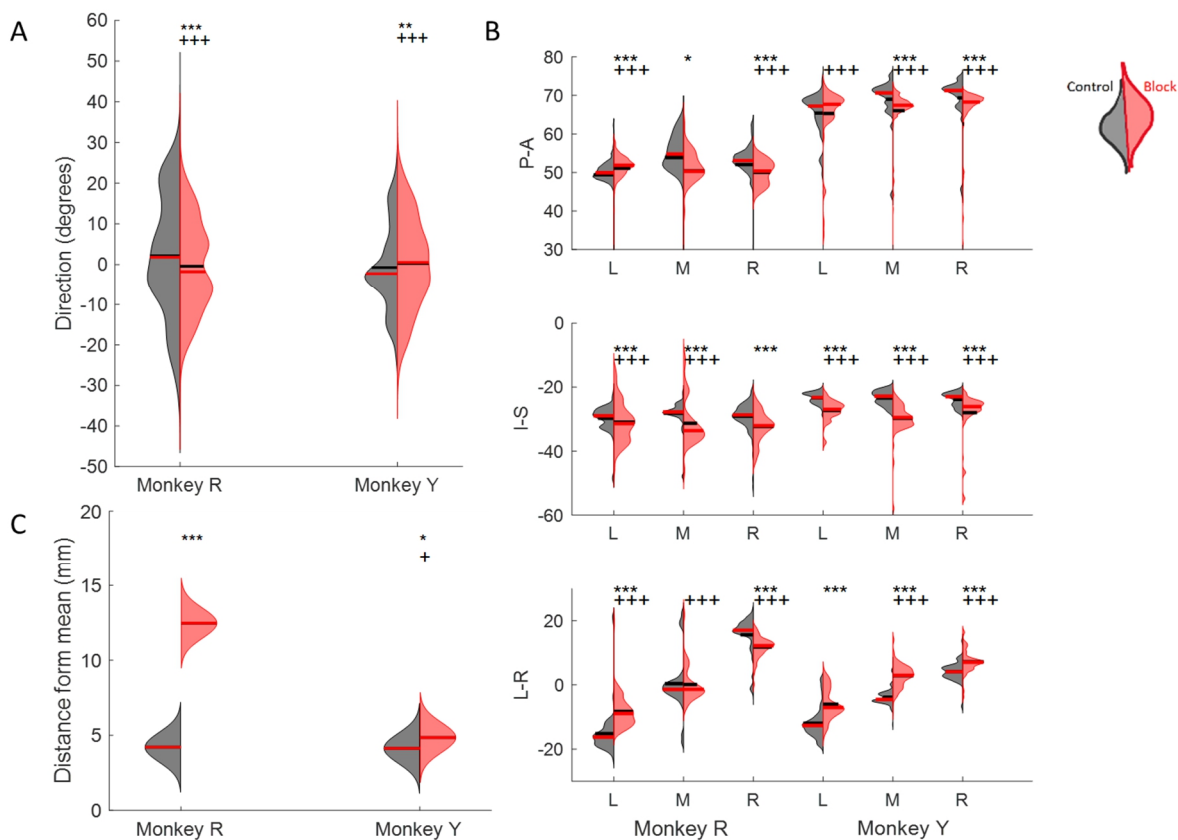 A
Direction (degrees)
60
50
40
30
20
10
0
-10
-20
-30
-40
-50
***
+++
**
+++
Monkey R
Monkey Y
B
P-A
80
70
60
50
40
30
***
+++
*
***
+++
+++
***
+++
***
+++
L
M
R
L
M
R
Control
Block
I-S
0
-20
-40
-60
***
+++
***
+++
***
***
+++
***
+++
***
+++
L
M
R
L
M
R
L-R
20
0
-20
***
+++
+++
***
+++
***
***
+++
***
+++
L
M
R
L
M
R
Monkey R
Monkey Y
C
Distance form mean (mm)
20
15
10
5
0
***
*
+
Monkey R
Monkey Y